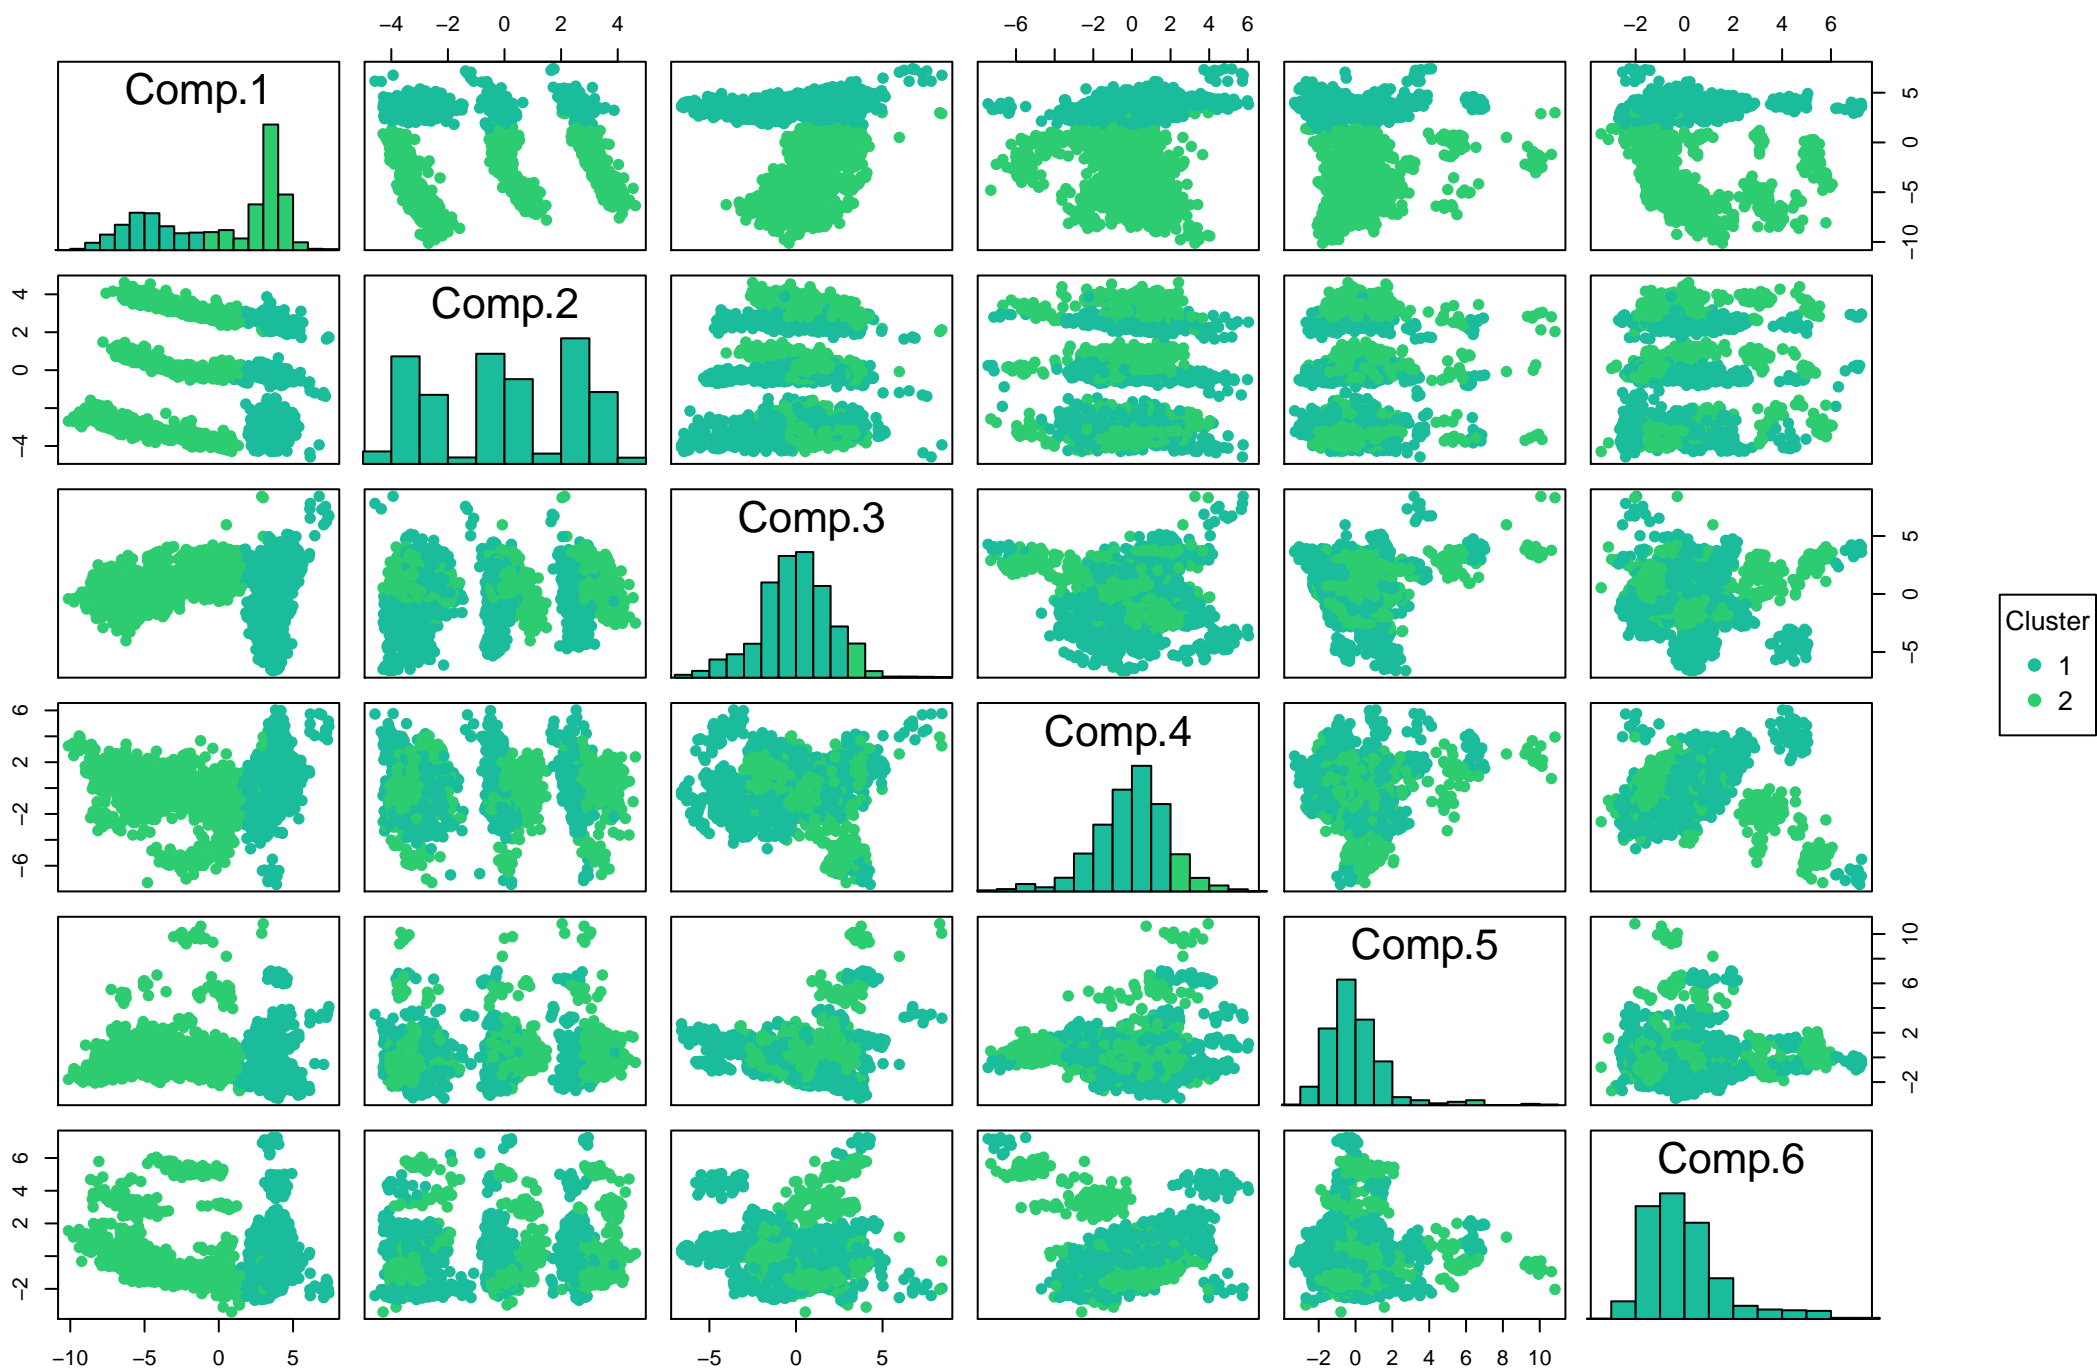 −4 −2 0 2 4 −6 −2 0 2 4 6 −2 0 2 4 6
Comp.1
−10 −5 0 5
−4 0 2 4
Comp.2
Comp.3
−5 0 5
−6 −2 2 6
Comp.4
Comp.5
−2 2 6 10
−2 2 4 6
Comp.6
−10 −5 0 5 −5 0 5 −2 0 2 4 6 8 10
Cluster
1
2